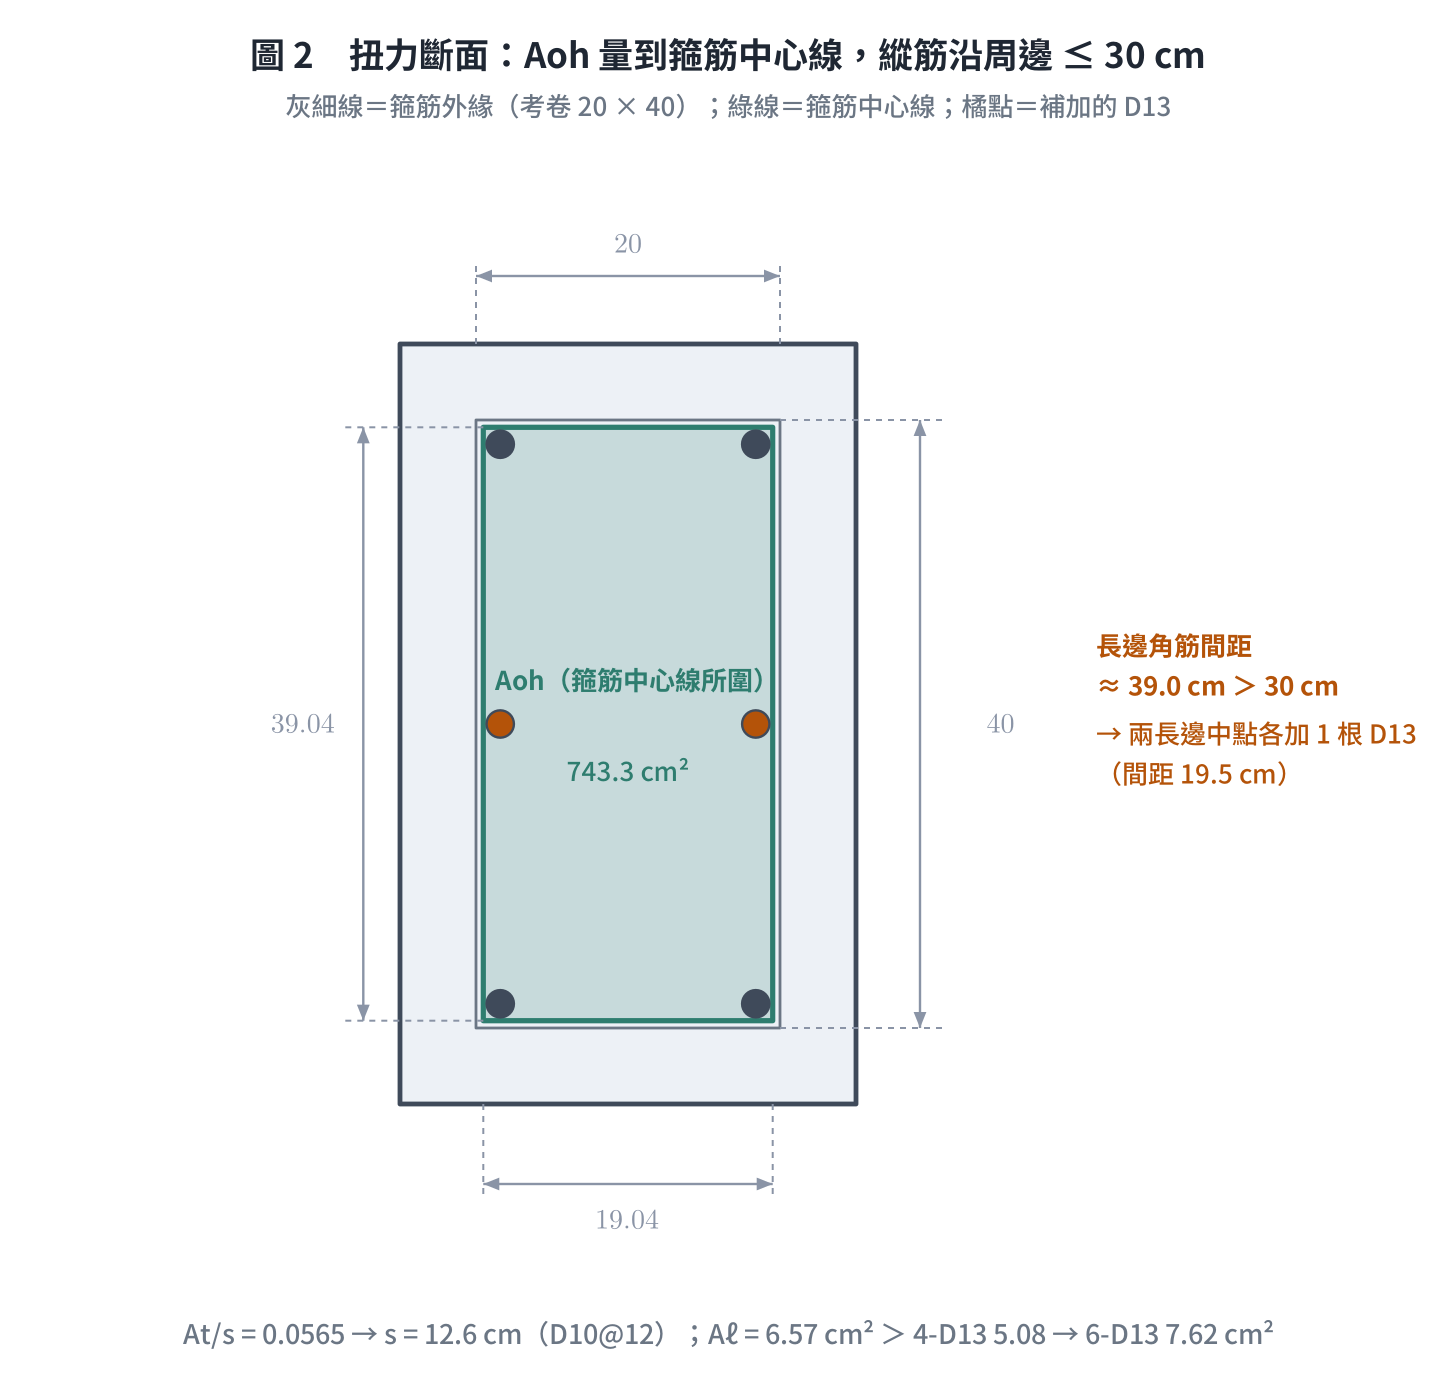 圖 2　扭力斷面：Aoh 量到箍筋中心線，縱筋沿周邊 ≤ 30 cm
灰細線＝箍筋外緣（考卷 20 × 40）；綠線＝箍筋中心線；橘點＝補加的 D13
20
Aoh（箍筋中心線所圍）
743.3 cm²
39.04
40
長邊角筋間距
≈ 39.0 cm ＞ 30 cm
→ 兩長邊中點各加 1 根 D13
（間距 19.5 cm）
19.04
At/s = 0.0565 → s = 12.6 cm（D10@12）；Aℓ = 6.57 cm² ＞ 4-D13 5.08 → 6-D13 7.62 cm²